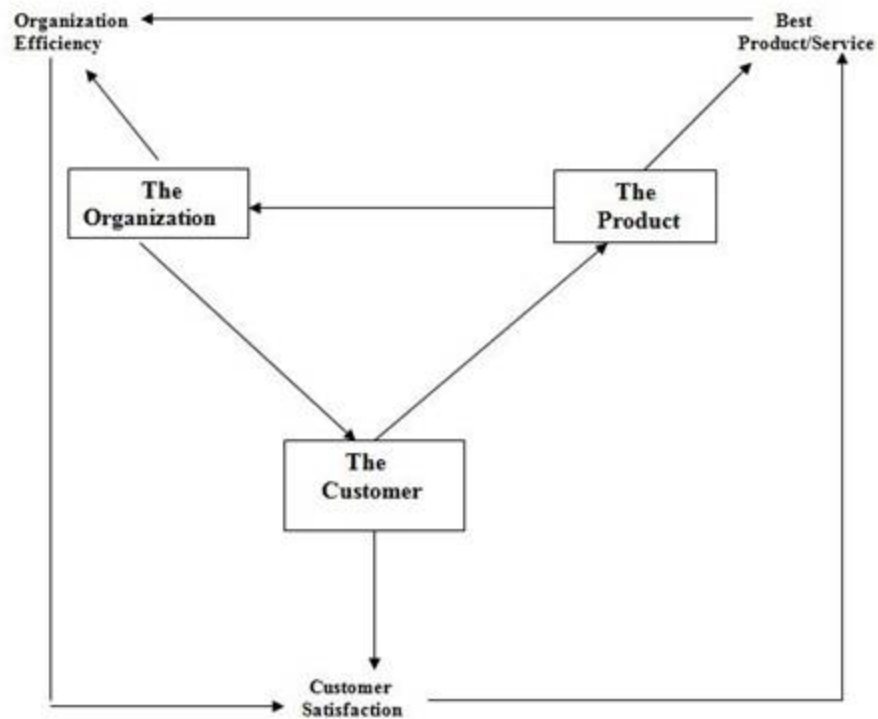 Organization
Efficiency
Best
Product/Service
The
Organization
The
Product
The
Customer
Customer
Satisfaction